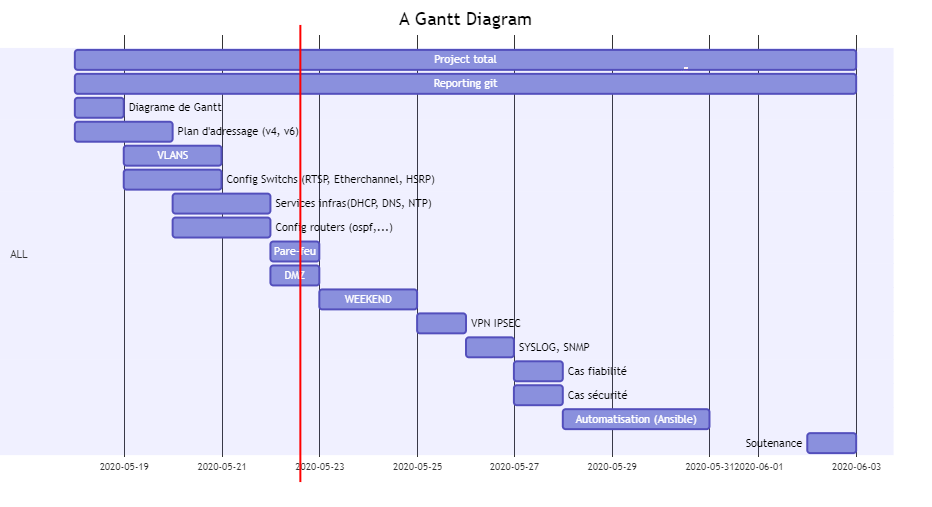 A Gantt Diagram
Project total
Reporting git
Diagrame de Gantt
Plan d'adressage (v4, v6)
VLANS
Config Switchs (RTSP, Etherchannel, HSRP)
Services infras(DHCP, DNS, NTP)
Config routers (ospf,...)
ALL
Pare-feu
DMZ
WEEKEND
VPN IPSEC
SYSLOG, SNMP
Cas fiabilité
Cas sécurité
Automatisation (Ansible)
Soutenance
2020-05-19 2020-05-21 2020-05-23 2020-05-25 2020-05-27 2020-05-29 2020-05-31 2020-06-01 2020-06-03